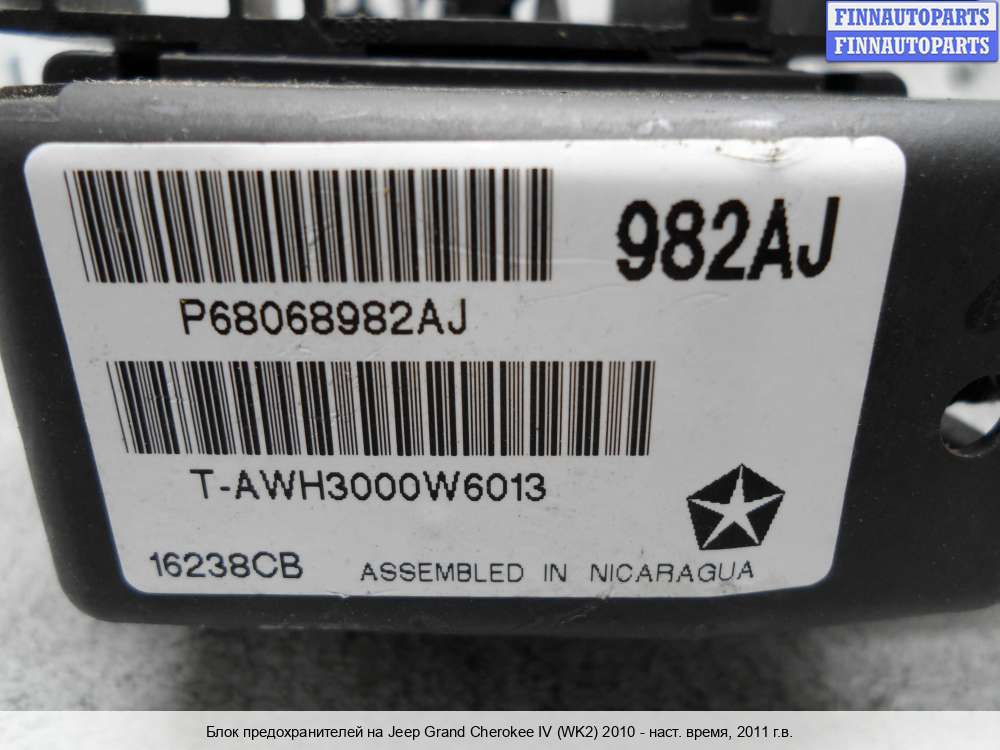 FINNAUTOPARTS
FINNAUTOPARTS
982AJ
P68068982AJ
T-AWH3000W6013
16238CB ASSEMBLED IN NICARAGUA
Блок предохранителей на Jeep Grand Cherokee IV (WK2) 2010 - наст. время, 2011 г.в.